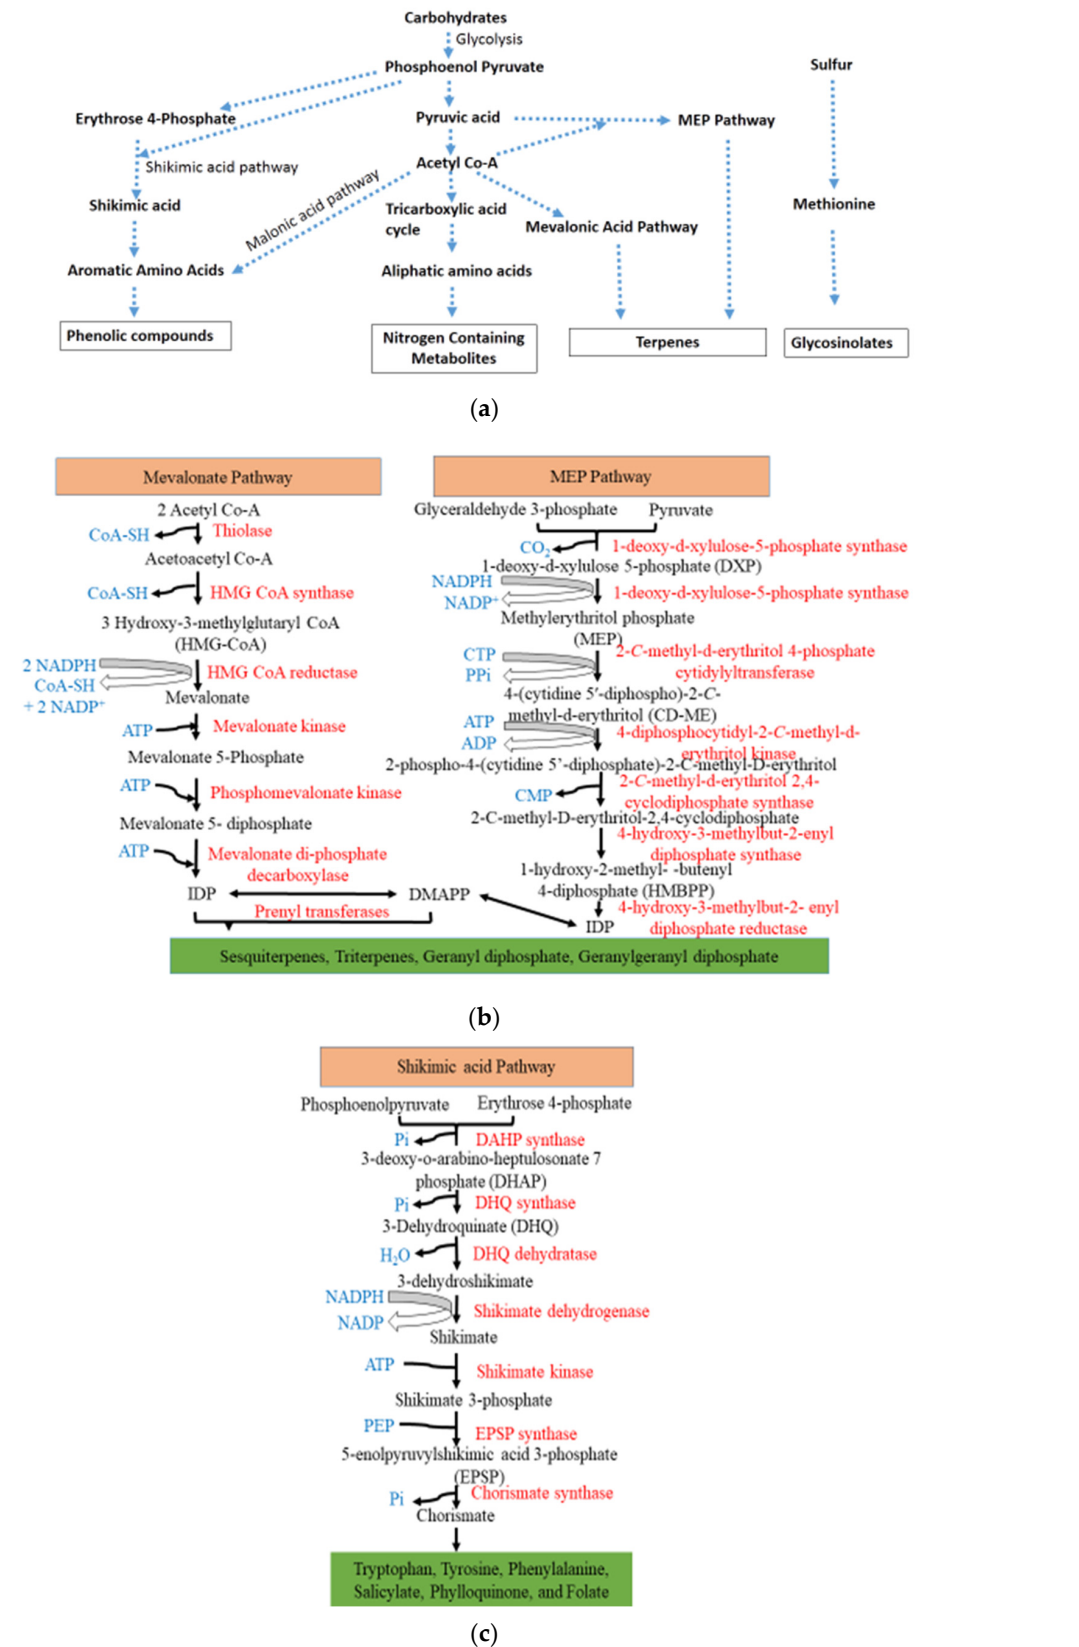 Carbohydrates
Glycolysis
Phosphoenol Pyruvate
Sulfur
Erythrose 4-Phosphate
Pyruvic acid
MEP Pathway
Shikimic acid pathway
Acetyl Co-A
Malonic acid pathway
Shikimic acid
Tricarboxylic acid
cycle
Methionine
Mevalonic Acid Pathway
Aromatic Amino Acids
Aliphatic amino acids
Phenolic compounds
Nitrogen Containing
Metabolites
Terpenes
Glycosinolates
(a)
Mevalonate Pathway
2 Acetyl Co-A
CoA-SH
Thiolase
Acetoacetyl Co-A
CoA-SH
HMG CoA synthase
3 Hydroxy-3-methylglutaryl CoA
(HMG-CoA)
2 NADPH
HMG CoA reductase
CoA-SH
+ 2 NADP⁺
Mevalonate
ATP
Mevalonate kinase
Mevalonate 5-Phosphate
ATP
Phosphomevalonate kinase
Mevalonate 5- diphosphate
ATP
Mevalonate di-phosphate
decarboxylase
IDP
DMAPP
Prenyl transferases
MEP Pathway
Glyceraldehyde 3-phosphate
Pyruvate
CO₂
1-deoxy-d-xylulose-5-phosphate synthase
1-deoxy-d-xylulose 5-phosphate (DXP)
NADPH
1-deoxy-d-xylulose-5-phosphate synthase
NADP⁺
Methylerythritol phosphate
(MEP)
CTP
2-C-methyl-d-erythritol 4-phosphate
cytidylyltransferase
PPi
4-(cytidine 5′-diphospho)-2-C-
methyl-d-erythritol (CD-ME)
ATP
4-diphosphocytidyl-2-C-methyl-d-
erythritol kinase
ADP
2-phospho-4-(cytidine 5’-diphosphate)-2-C-methyl-D-erythritol
2-C-methyl-d-erythritol 2,4-
cyclodiphosphate synthase
CMP
2-C-methyl-D-erythritol-2,4-cyclodiphosphate
4-hydroxy-3-methylbut-2-enyl
diphosphate synthase
1-hydroxy-2-methyl- -butenyl
4-diphosphate (HMBPP)
4-hydroxy-3-methylbut-2- enyl
diphosphate reductase
IDP
Sesquiterpenes, Triterpenes, Geranyl diphosphate, Geranylgeranyl diphosphate
(b)
Shikimic acid Pathway
Phosphoenolpyruvate
Erythrose 4-phosphate
Pi
DAHP synthase
3-deoxy-o-arabino-heptulosonate 7
phosphate (DHAP)
Pi
DHQ synthase
3-Dehydroquinate (DHQ)
H₂O
DHQ dehydratase
3-dehydroshikimate
NADPH
Shikimate dehydrogenase
NADP
Shikimate
ATP
Shikimate kinase
Shikimate 3-phosphate
PEP
EPSP synthase
5-enolpyruvylshikimic acid 3-phosphate
(EPSP)
Pi
Chorismate synthase
Chorismate
Tryptophan, Tyrosine, Phenylalanine,
Salicylate, Phylloquinone, and Folate
(c)